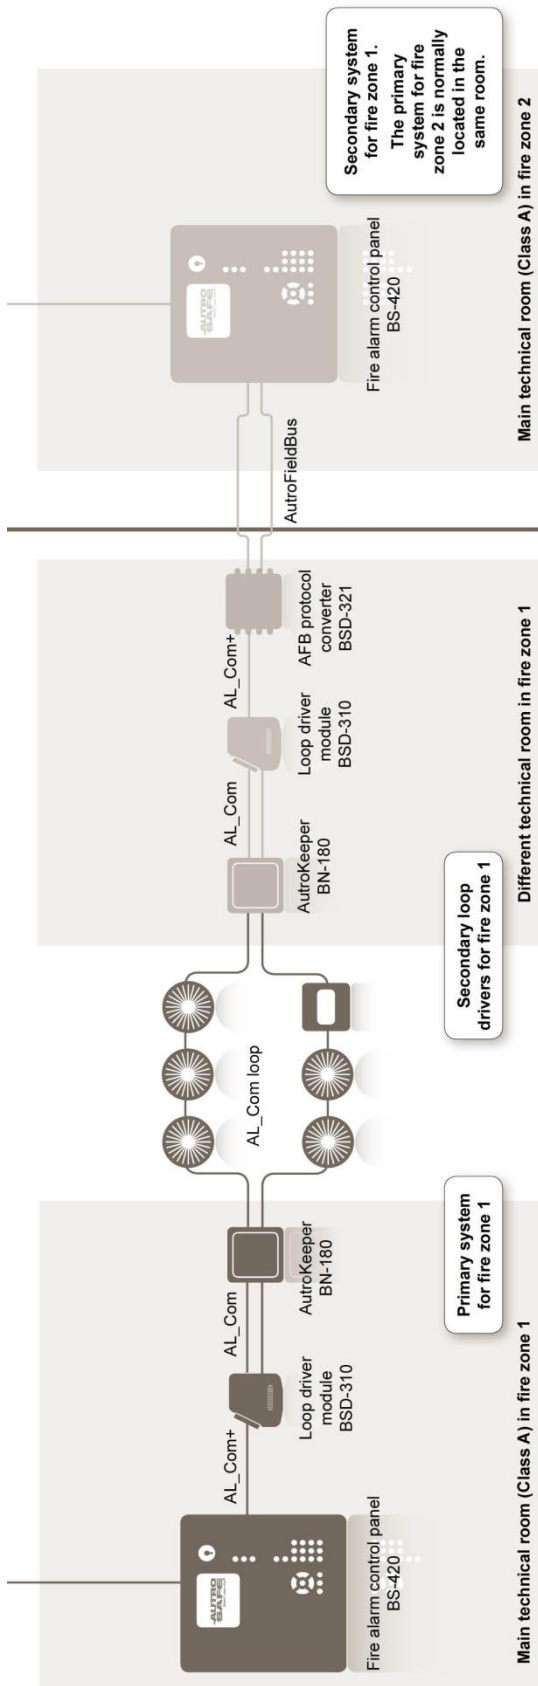 AUTRO
SAFE
Fire alarm control panel
BS-420
AL_Com+
Loop driver
module
BSD-310
AL_Com
AutroKeeper
BN-180
Main technical room (Class A) in fire zone 1
Primary system
for fire zone 1
AL_Com loop
Secondary loop
drivers for fire zone 1
AutroKeeper
BN-180
AL_Com
Loop driver
module
BSD-310
AL_Com+
AFB protocol
converter
BSD-321
Different technical room in fire zone 1
AutroFieldBus
AUTRO
SAFE
Fire alarm control panel
BS-420
Secondary system
for fire zone 1.
The primary
system for fire
zone 2 is normally
located in the
same room.
Main technical room (Class A) in fire zone 2